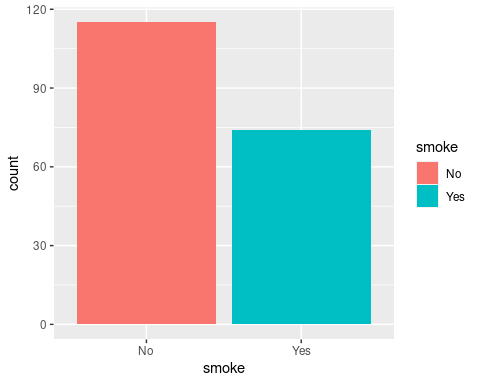 120
90
60
30
0
count
No Yes
smoke
smoke
No
Yes